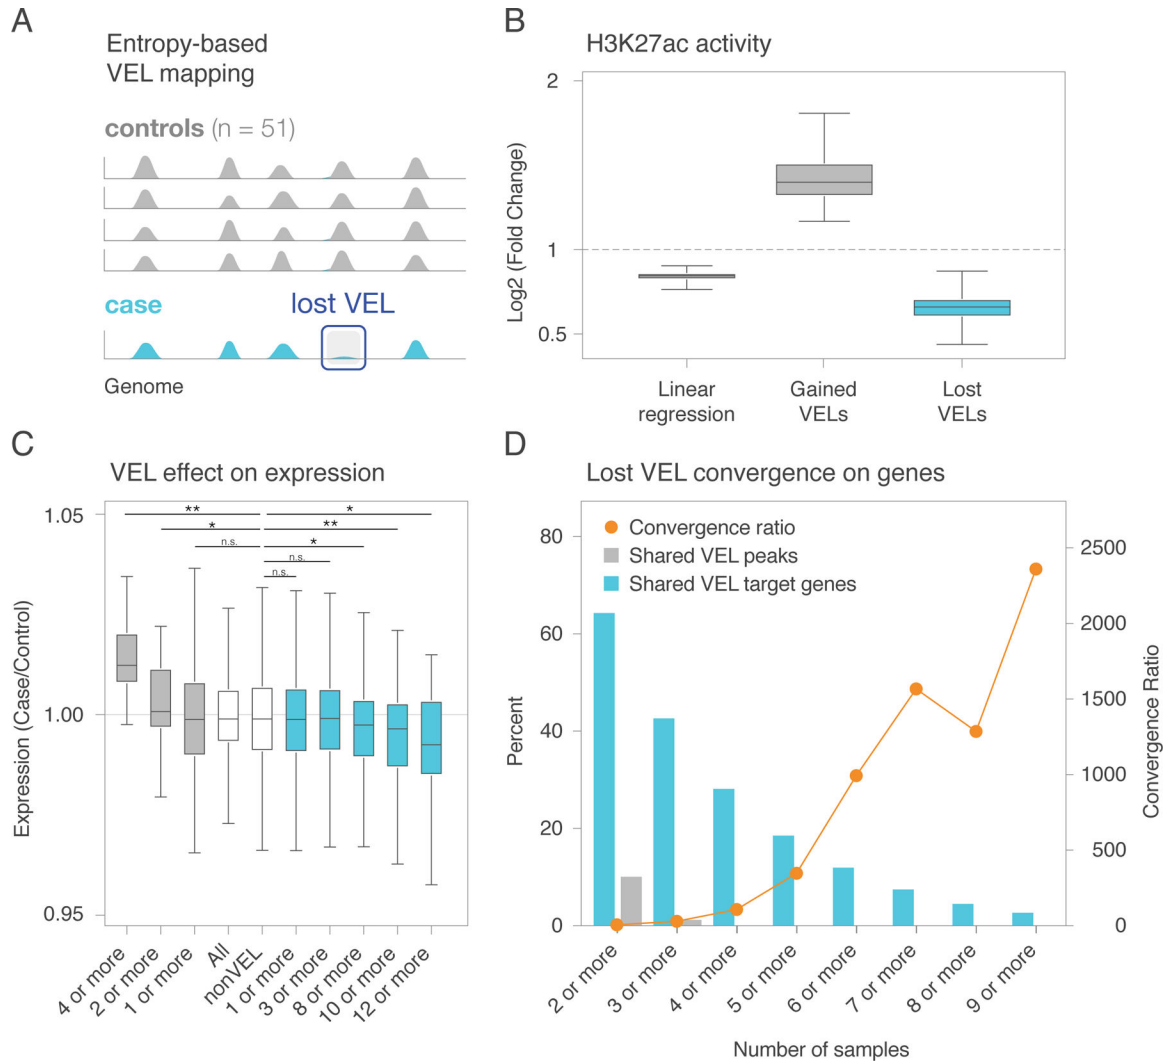 A
Entropy-based
VEL mapping
controls (n = 51)
case
lost VEL
Genome
B
H3K27ac activity
Log2 (Fold Change)
2
1
0.5
Linear
regression
Gained
VELs
Lost
VELs
C
VEL effect on expression
Expression (Case/Control)
1.05
1.00
0.95
**
*
n.s.
*
**
*
n.s.
n.s.
4 or more
2 or more
1 or more
All
nonVEL
1 or more
3 or more
8 or more
10 or more
12 or more
D
Lost VEL convergence on genes
Convergence ratio
Shared VEL peaks
Shared VEL target genes
Percent
80
60
40
20
0
Convergence Ratio
2500
2000
1500
1000
500
0
2 or more
3 or more
4 or more
5 or more
6 or more
7 or more
8 or more
9 or more
Number of samples